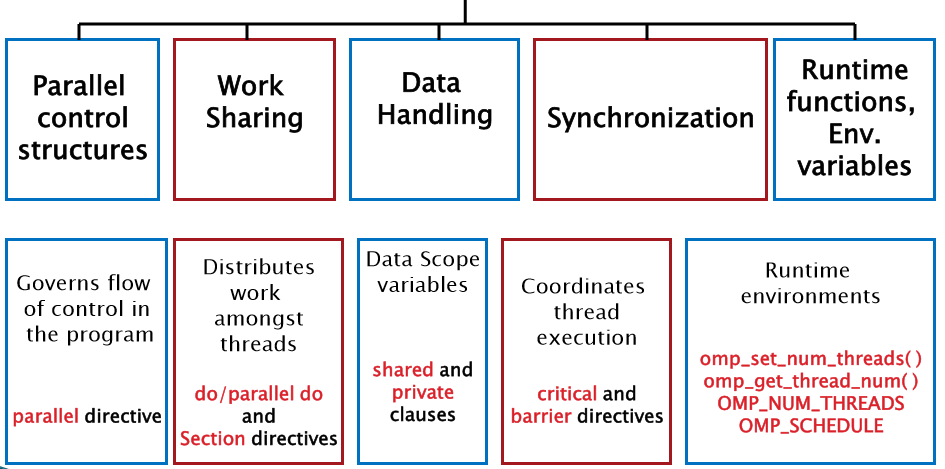 Parallel
control
structures
Work
Sharing
Data
Handling
Synchronization
Runtime
functions,
Env.
variables
Governs flow
of control in
the program
parallel directive
Distributes
work
amongst
threads
do/parallel do
and
Section directives
Data Scope
variables
shared and
private
clauses
Coordinates
thread
execution
critical and
barrier directives
Runtime
environments
omp_set_num_threads()
omp_get_thread_num()
OMP_NUM_THREADS
OMP_SCHEDULE